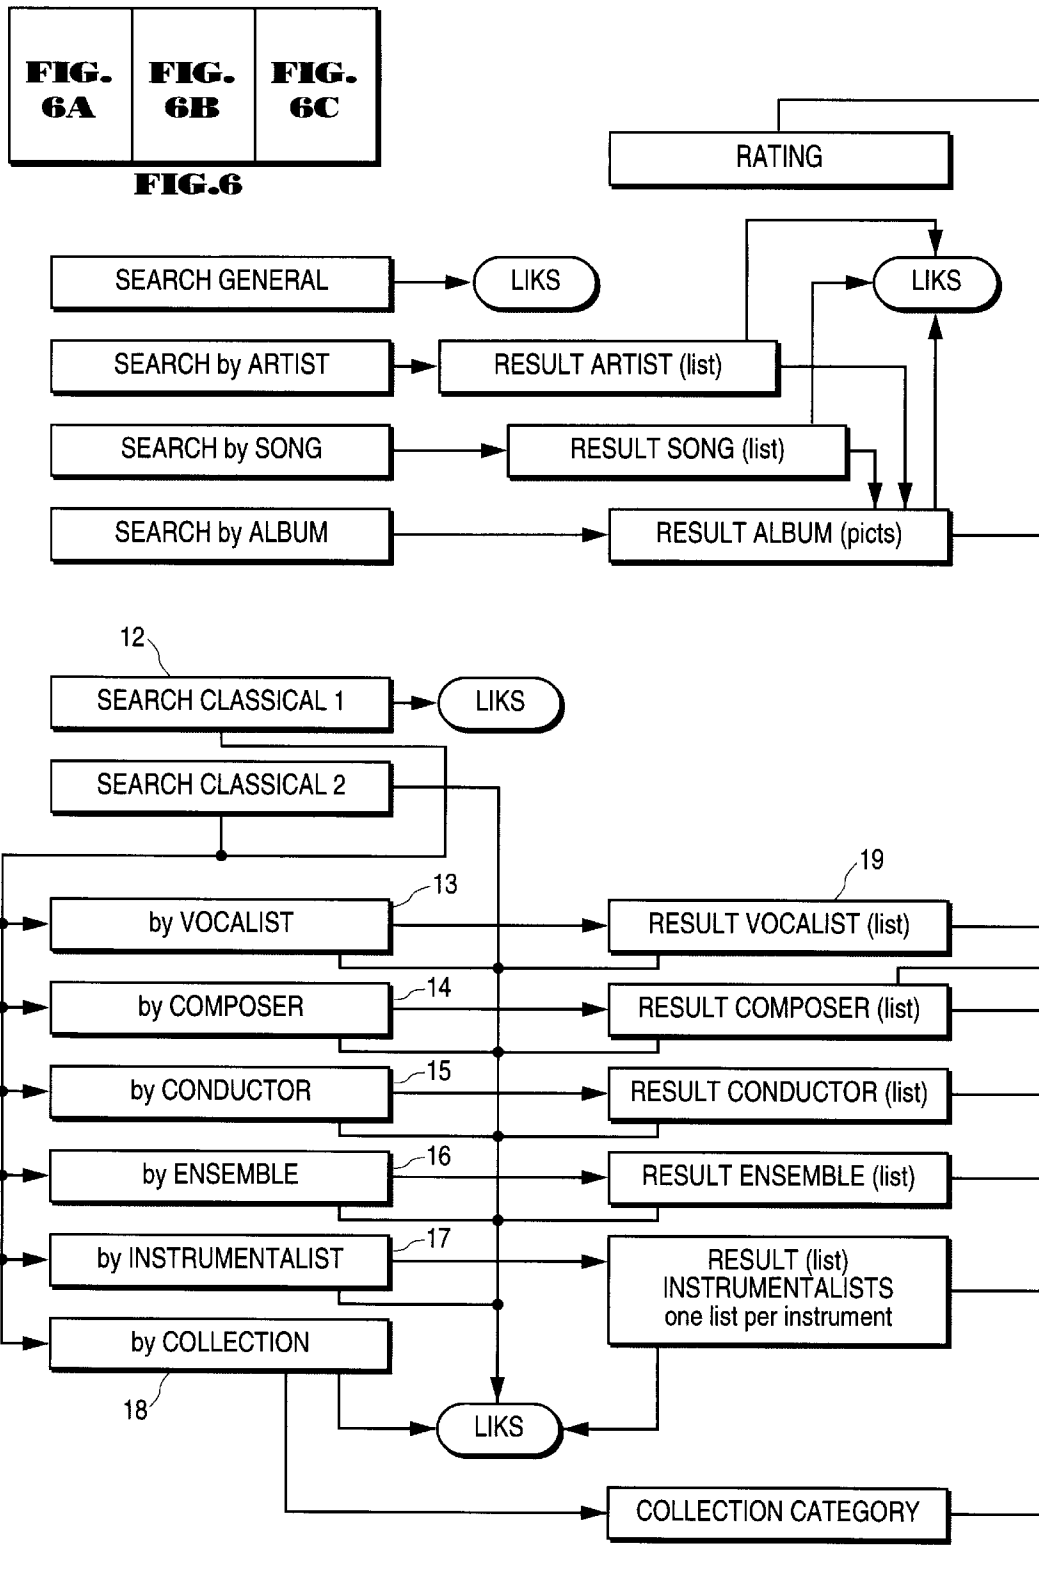 FIG. 6A
FIG. 6B
FIG. 6C
FIG.6
RATING
SEARCH GENERAL
LIKS
LIKS
SEARCH by ARTIST
RESULT ARTIST (list)
SEARCH by SONG
RESULT SONG (list)
SEARCH by ALBUM
RESULT ALBUM (picts)
12
SEARCH CLASSICAL 1
LIKS
SEARCH CLASSICAL 2
13
19
by VOCALIST
RESULT VOCALIST (list)
14
by COMPOSER
RESULT COMPOSER (list)
15
by CONDUCTOR
RESULT CONDUCTOR (list)
16
by ENSEMBLE
RESULT ENSEMBLE (list)
17
by INSTRUMENTALIST
RESULT (list)
INSTRUMENTALISTS
one list per instrument
by COLLECTION
18
LIKS
COLLECTION CATEGORY